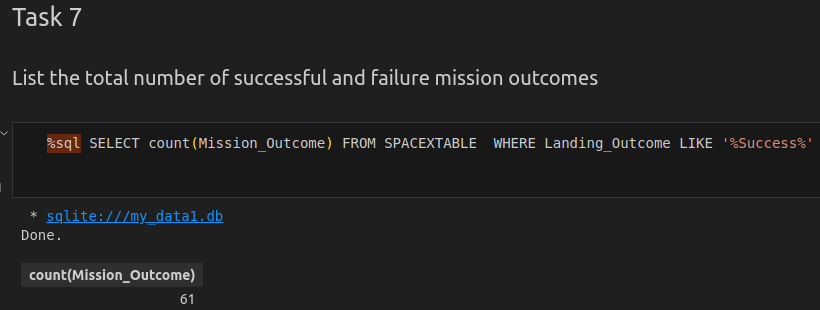 Task 7
List the total number of successful and failure mission outcomes
%sql SELECT count(Mission_Outcome) FROM SPACEXTABLE  WHERE Landing_Outcome LIKE '%Success%'
* sqlite:///my_data1.db
Done.
count(Mission_Outcome)
61